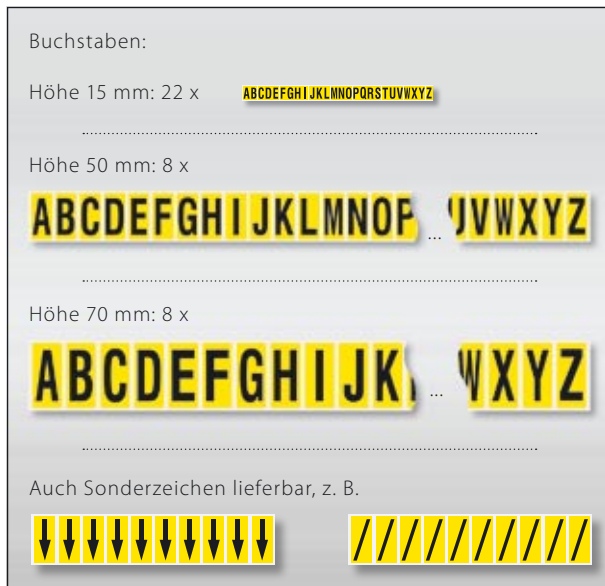 Buchstaben:
Höhe 15 mm: 22 x ABCDEFGHIJKLMNOPQRSTUVWXYZ
Höhe 50 mm: 8 x
ABCDEFGHIJKLMNOP ... UVWXYZ
Höhe 70 mm: 8 x
ABCDEFGHIJK ... WXYZ
Auch Sonderzeichen lieferbar, z. B.
↓↓↓↓↓↓↓↓↓↓ //////////